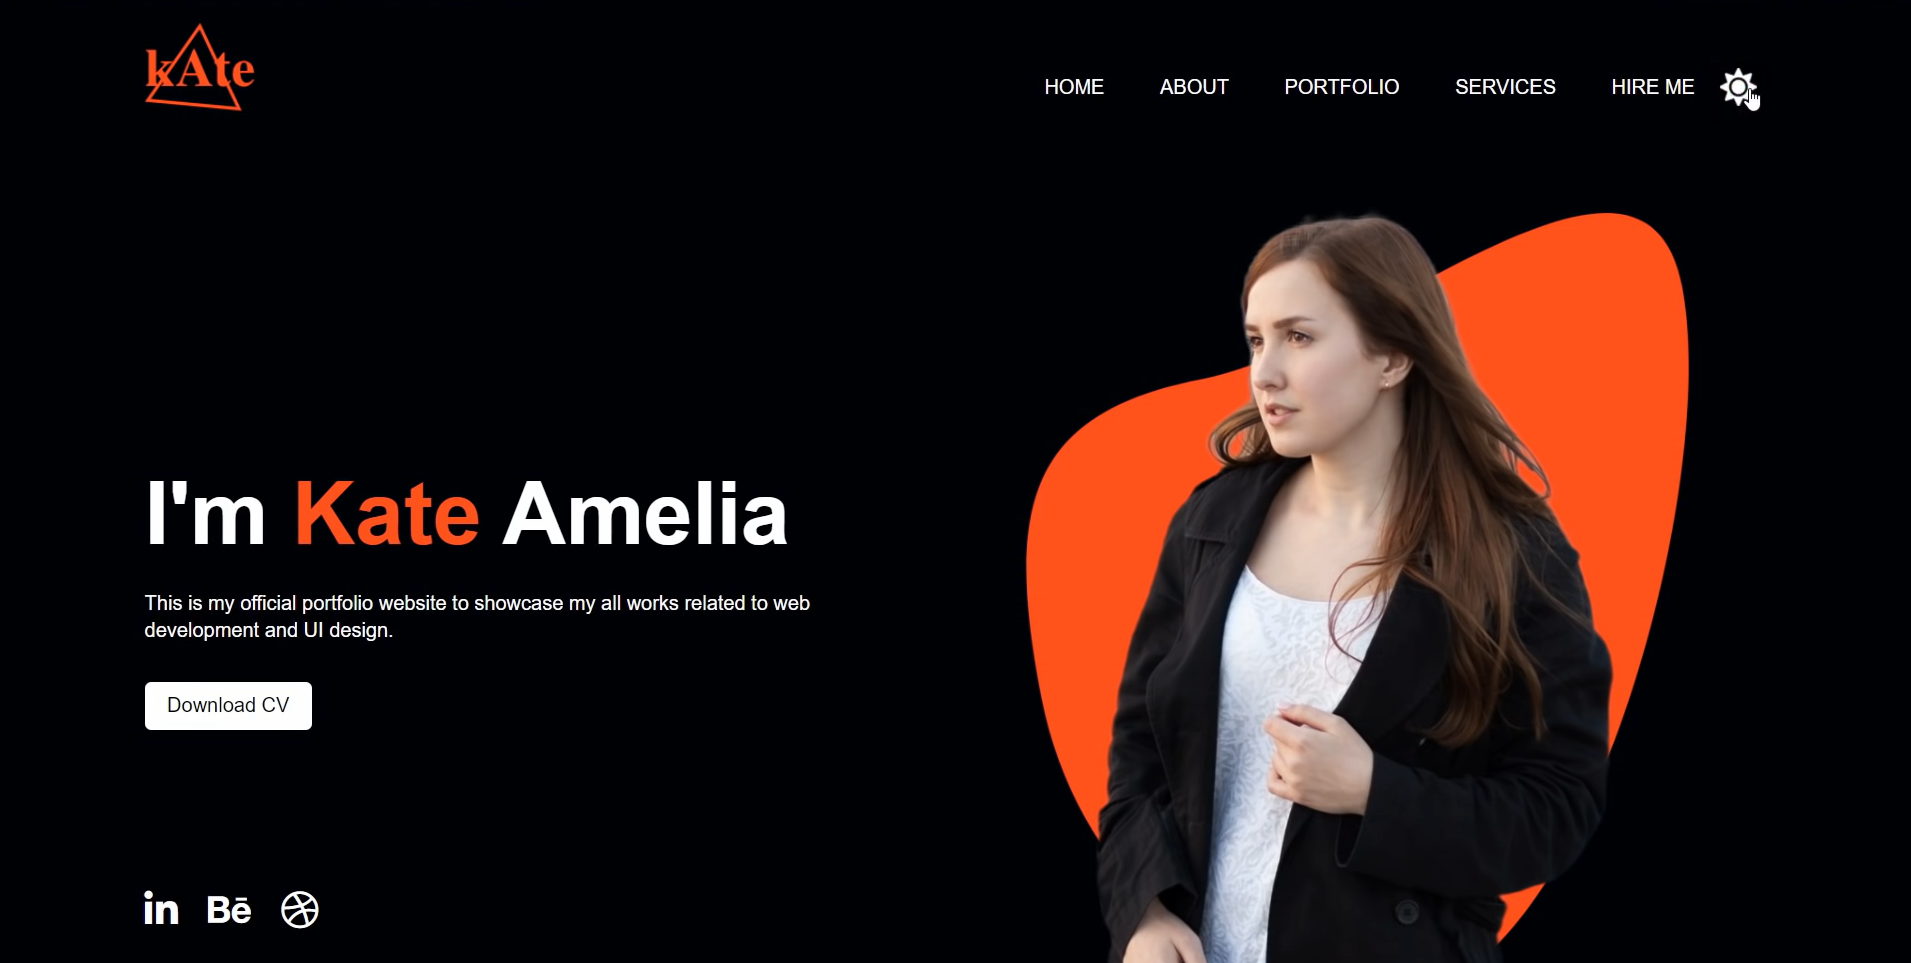 kAte
HOME ABOUT PORTFOLIO SERVICES HIRE ME
I'm Kate Amelia
This is my official portfolio website to showcase my all works related to web
development and UI design.
Download CV
in Bē